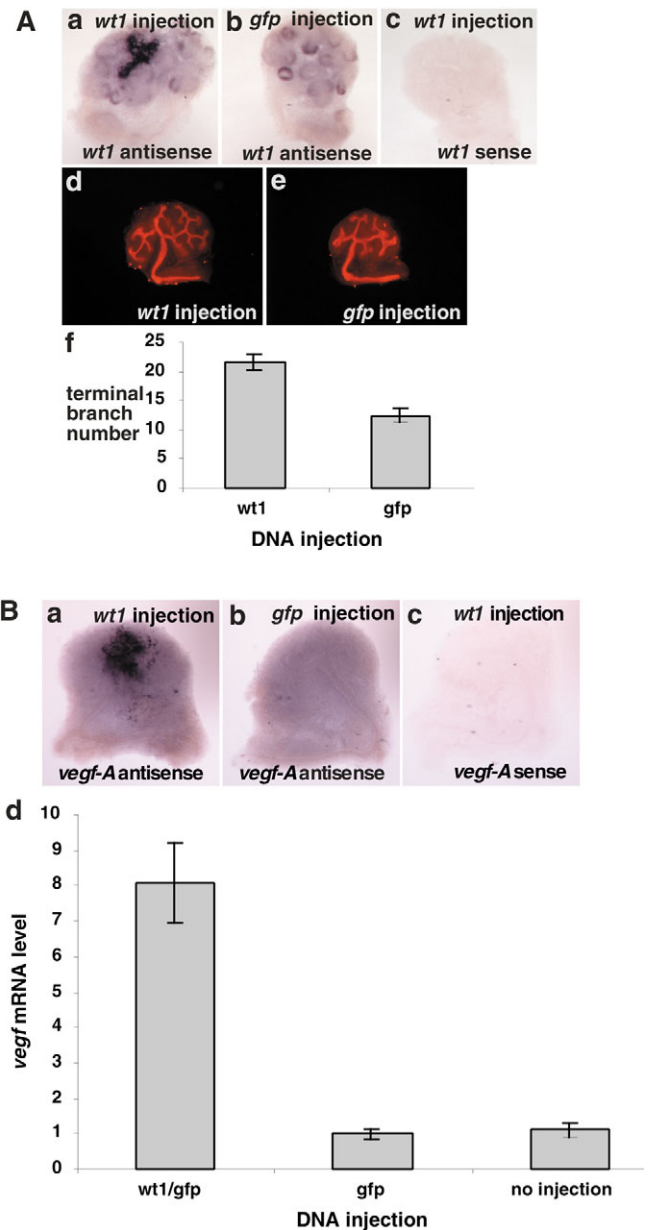 A
a wt1 injection
b gfp injection
c wt1 injection
wt1 antisense
wt1 antisense
wt1 sense
d
e
wt1 injection
gfp injection
f
terminal
branch
number
25
20
15
10
5
0
wt1
gfp
DNA injection
B
a wt1 injection
b gfp injection
c wt1 injection
vegf-A antisense
vegf-A antisense
vegf-A sense
d
vegf mRNA level
10
9
8
7
6
5
4
3
2
1
0
wt1/gfp
gfp
no injection
DNA injection